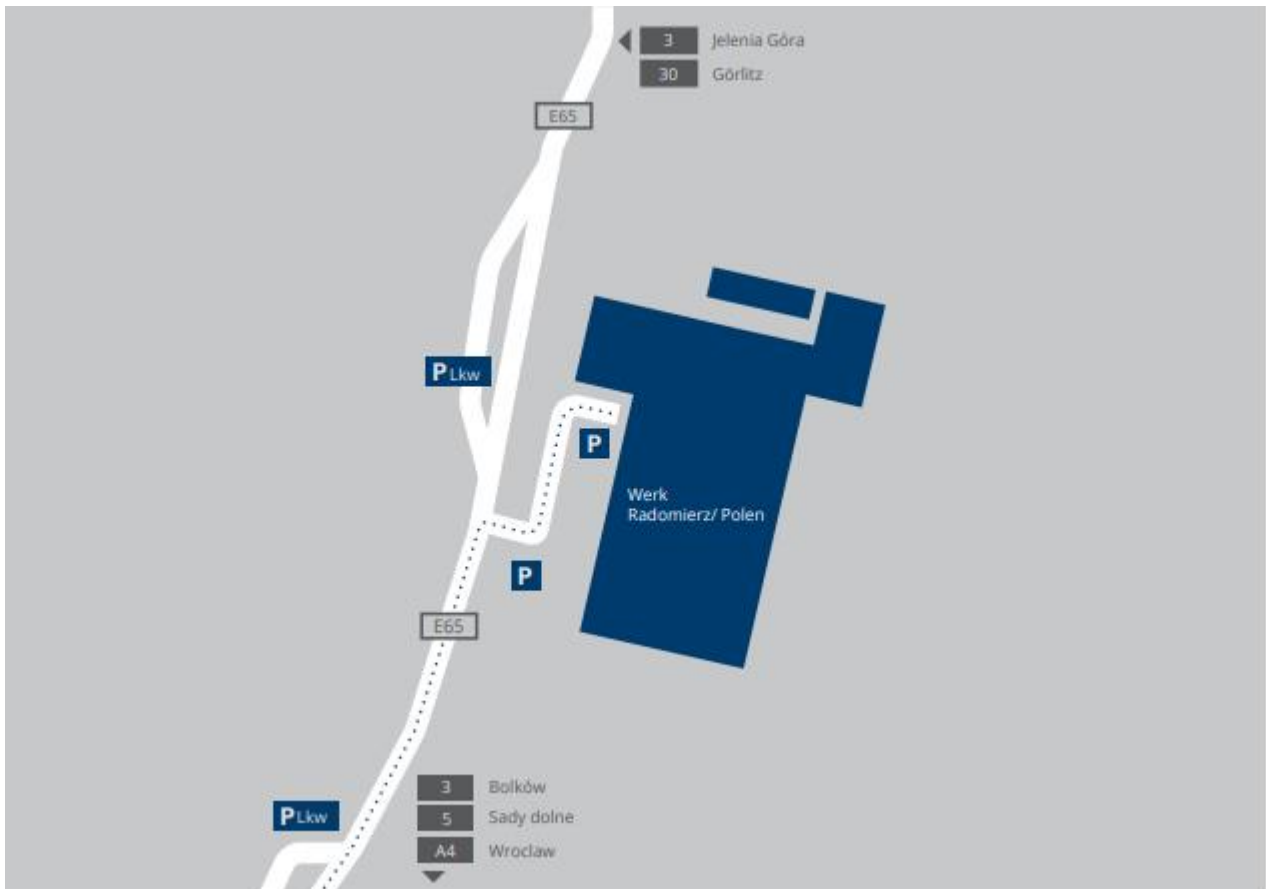 3 Jelenia Góra
30 Görlitz
E65
P Lkw
P
Werk
Radomierz/ Polen
P
E65
3 Bolków
5 Sady dolne
P Lkw
A4 Wroclaw